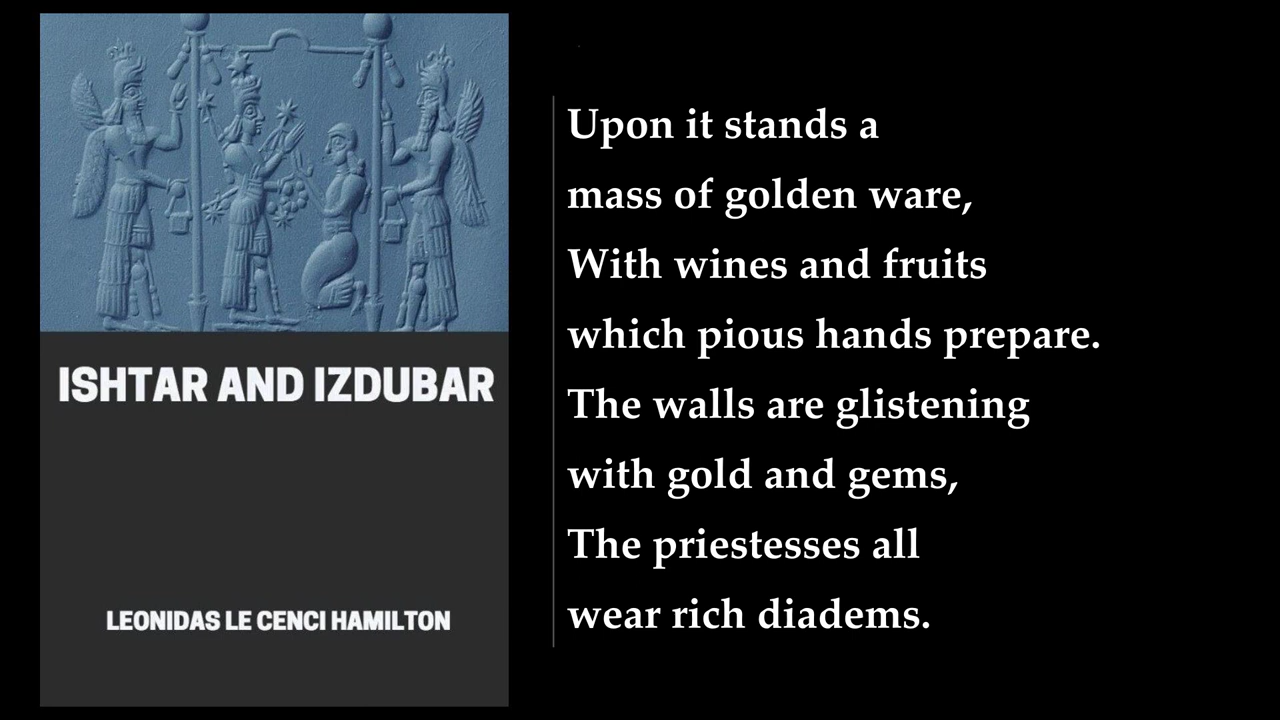 ISHTAR AND IZDUBAR
LEONIDAS LE CENCI HAMILTON
Upon it stands a
mass of golden ware,
With wines and fruits
which pious hands prepare.
The walls are glistening
with gold and gems,
The priestesses all
wear rich diadems.